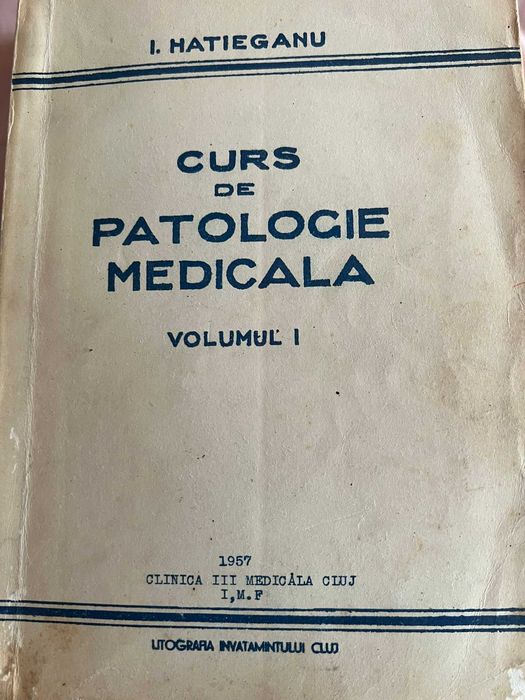 I. HATIEGANU
CURS
DE
PATOLOGIE
MEDICALA
VOLUMUL I
1957
CLINICA III MEDICALA CLUJ
I,M.F
LITOGRAFIA INVATAMINTULUI CLUJ